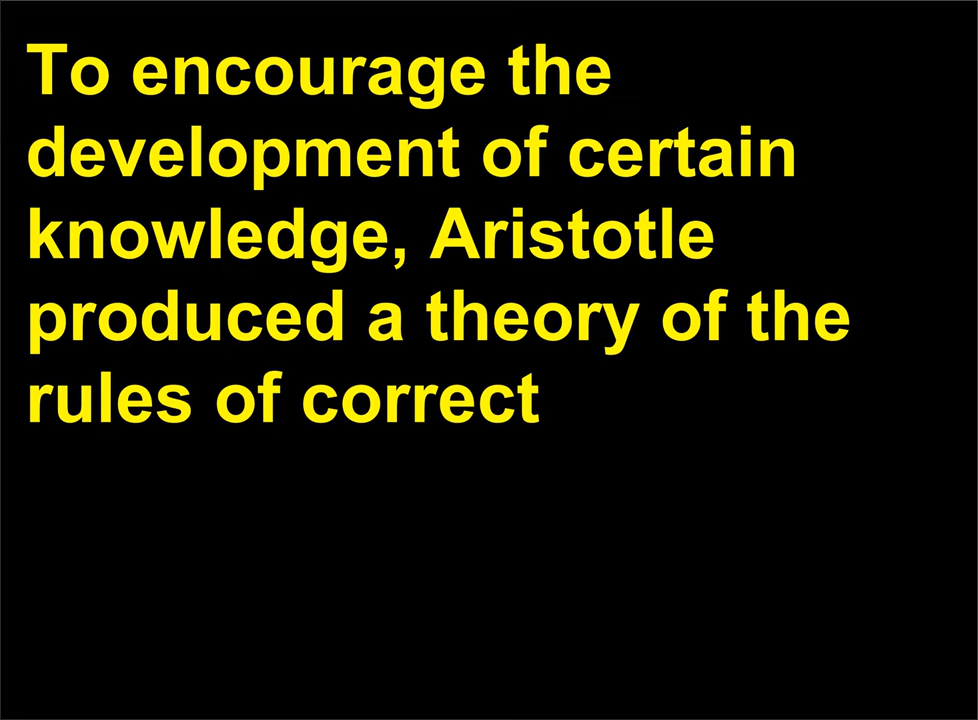 To encourage the
development of certain
knowledge, Aristotle
produced a theory of the
rules of correct